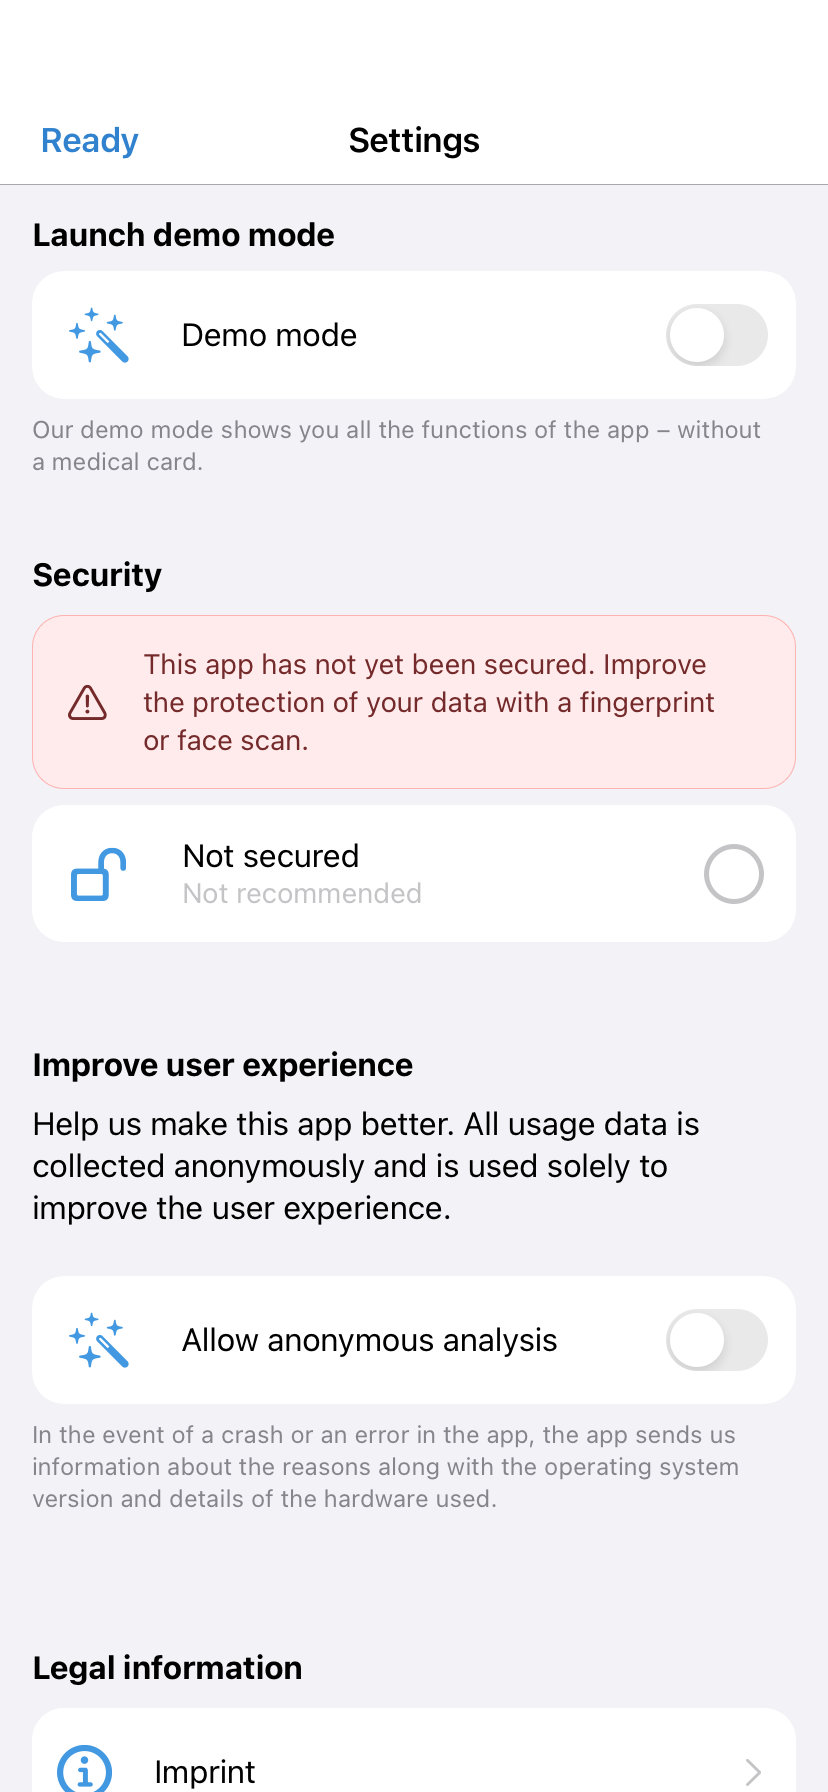 Ready
Settings
Launch demo mode
Demo mode
Our demo mode shows you all the functions of the app – without
a medical card.
Security
This app has not yet been secured. Improve
the protection of your data with a fingerprint
or face scan.
Not secured
Not recommended
Improve user experience
Help us make this app better. All usage data is
collected anonymously and is used solely to
improve the user experience.
Allow anonymous analysis
In the event of a crash or an error in the app, the app sends us
information about the reasons along with the operating system
version and details of the hardware used.
Legal information
Imprint